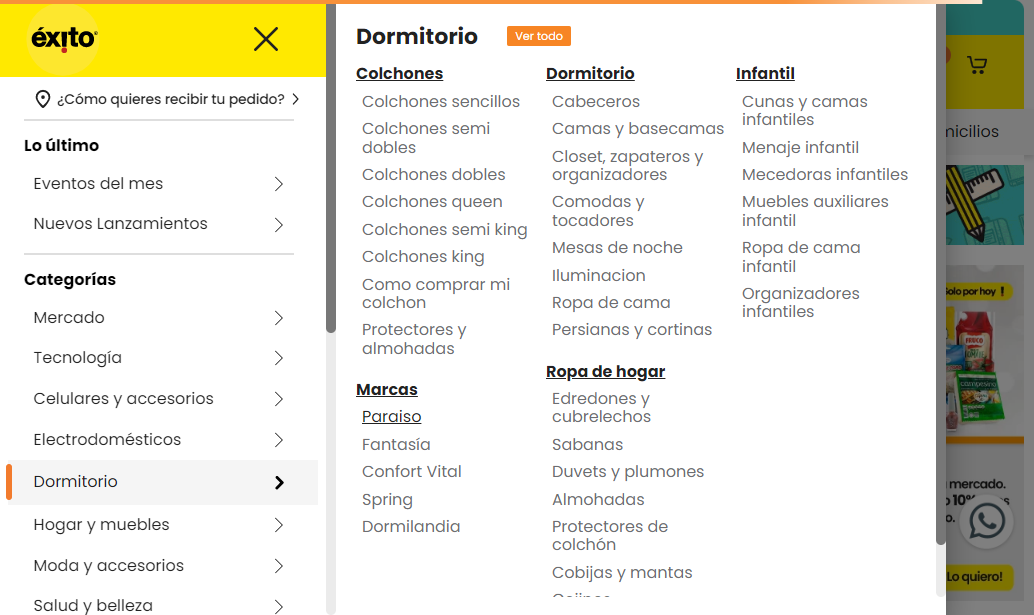 éxito
¿Cómo quieres recibir tu pedido?
Lo último
Eventos del mes
Nuevos Lanzamientos
Categorías
Mercado
Tecnología
Celulares y accesorios
Electrodomésticos
Dormitorio
Hogar y muebles
Moda y accesorios
Salud y belleza
Dormitorio
Ver todo
Colchones
Colchones sencillos
Colchones semi
dobles
Colchones dobles
Colchones queen
Colchones semi king
Colchones king
Como comprar mi
colchon
Protectores y
almohadas
Marcas
Paraiso
Fantasía
Confort Vital
Spring
Dormilandia
Dormitorio
Cabeceros
Camas y basecamas
Closet, zapateros y
organizadores
Comodas y
tocadores
Mesas de noche
Iluminacion
Ropa de cama
Persianas y cortinas
Ropa de hogar
Edredones y
cubrelechos
Sabanas
Duvets y plumones
Almohadas
Protectores de
colchón
Cobijas y mantas
Infantil
Cunas y camas
infantiles
Menaje infantil
Mecedoras infantiles
Muebles auxiliares
infantil
Ropa de cama
infantil
Organizadores
infantiles
micilios
olo por hoy !
mercado.
10%
Lo quiero!